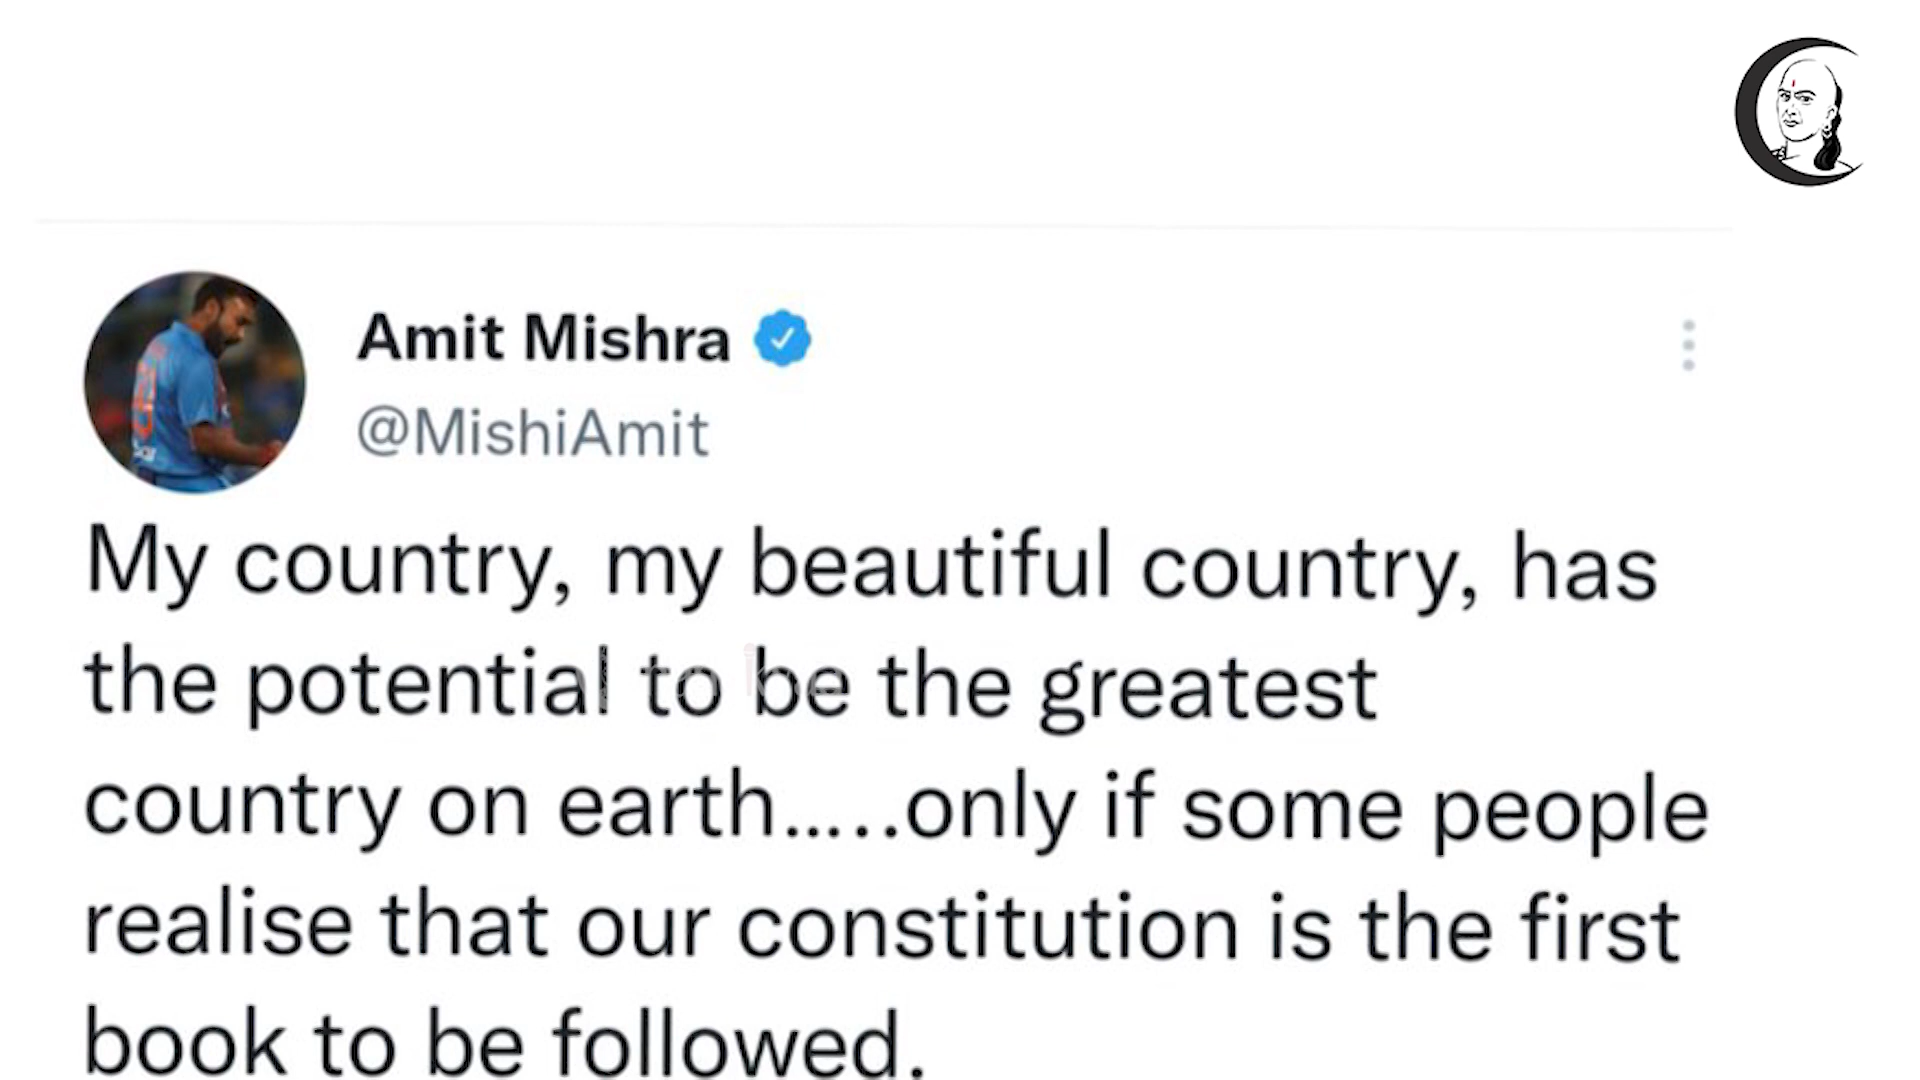 Amit Mishra
@MishiAmit
My country, my beautiful country, has
the potential to be the greatest
country on earth.....only if some people
realise that our constitution is the first
book to be followed.